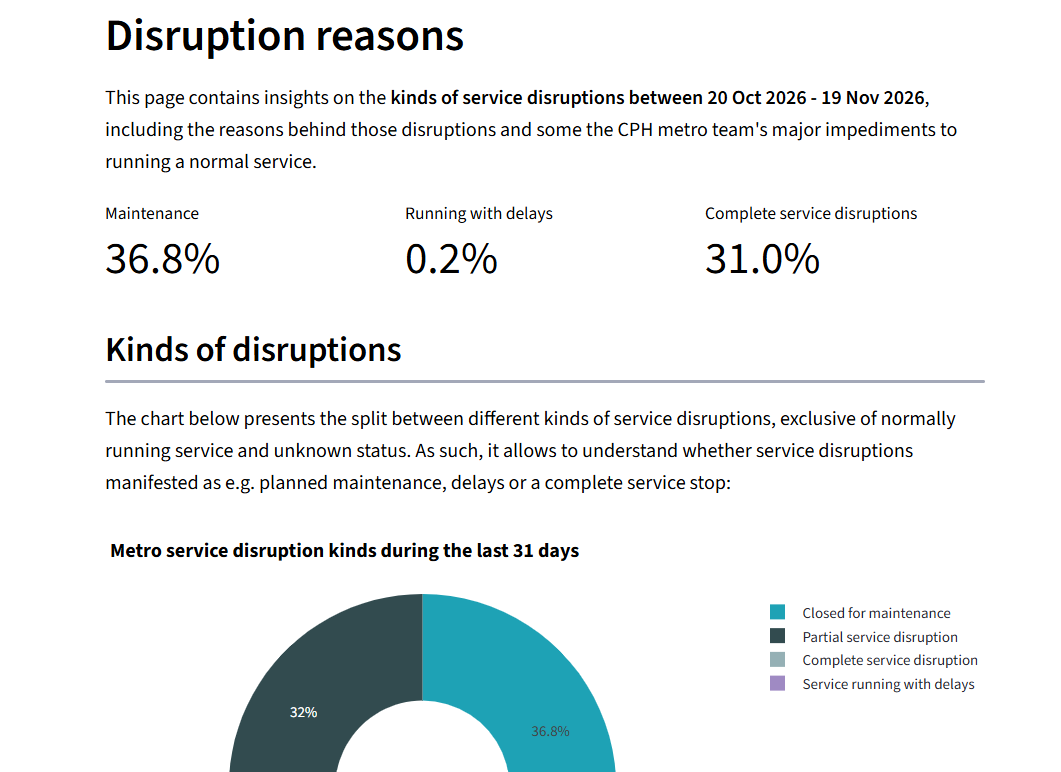 Disruption reasons
This page contains insights on the kinds of service disruptions between 20 Oct 2026 - 19 Nov 2026,
including the reasons behind those disruptions and some the CPH metro team's major impediments to
running a normal service.
Maintenance
36.8%
Running with delays
0.2%
Complete service disruptions
31.0%
Kinds of disruptions
The chart below presents the split between different kinds of service disruptions, exclusive of normally
running service and unknown status. As such, it allows to understand whether service disruptions
manifested as e.g. planned maintenance, delays or a complete service stop:
Metro service disruption kinds during the last 31 days
32%
36.8%
Closed for maintenance
Partial service disruption
Complete service disruption
Service running with delays